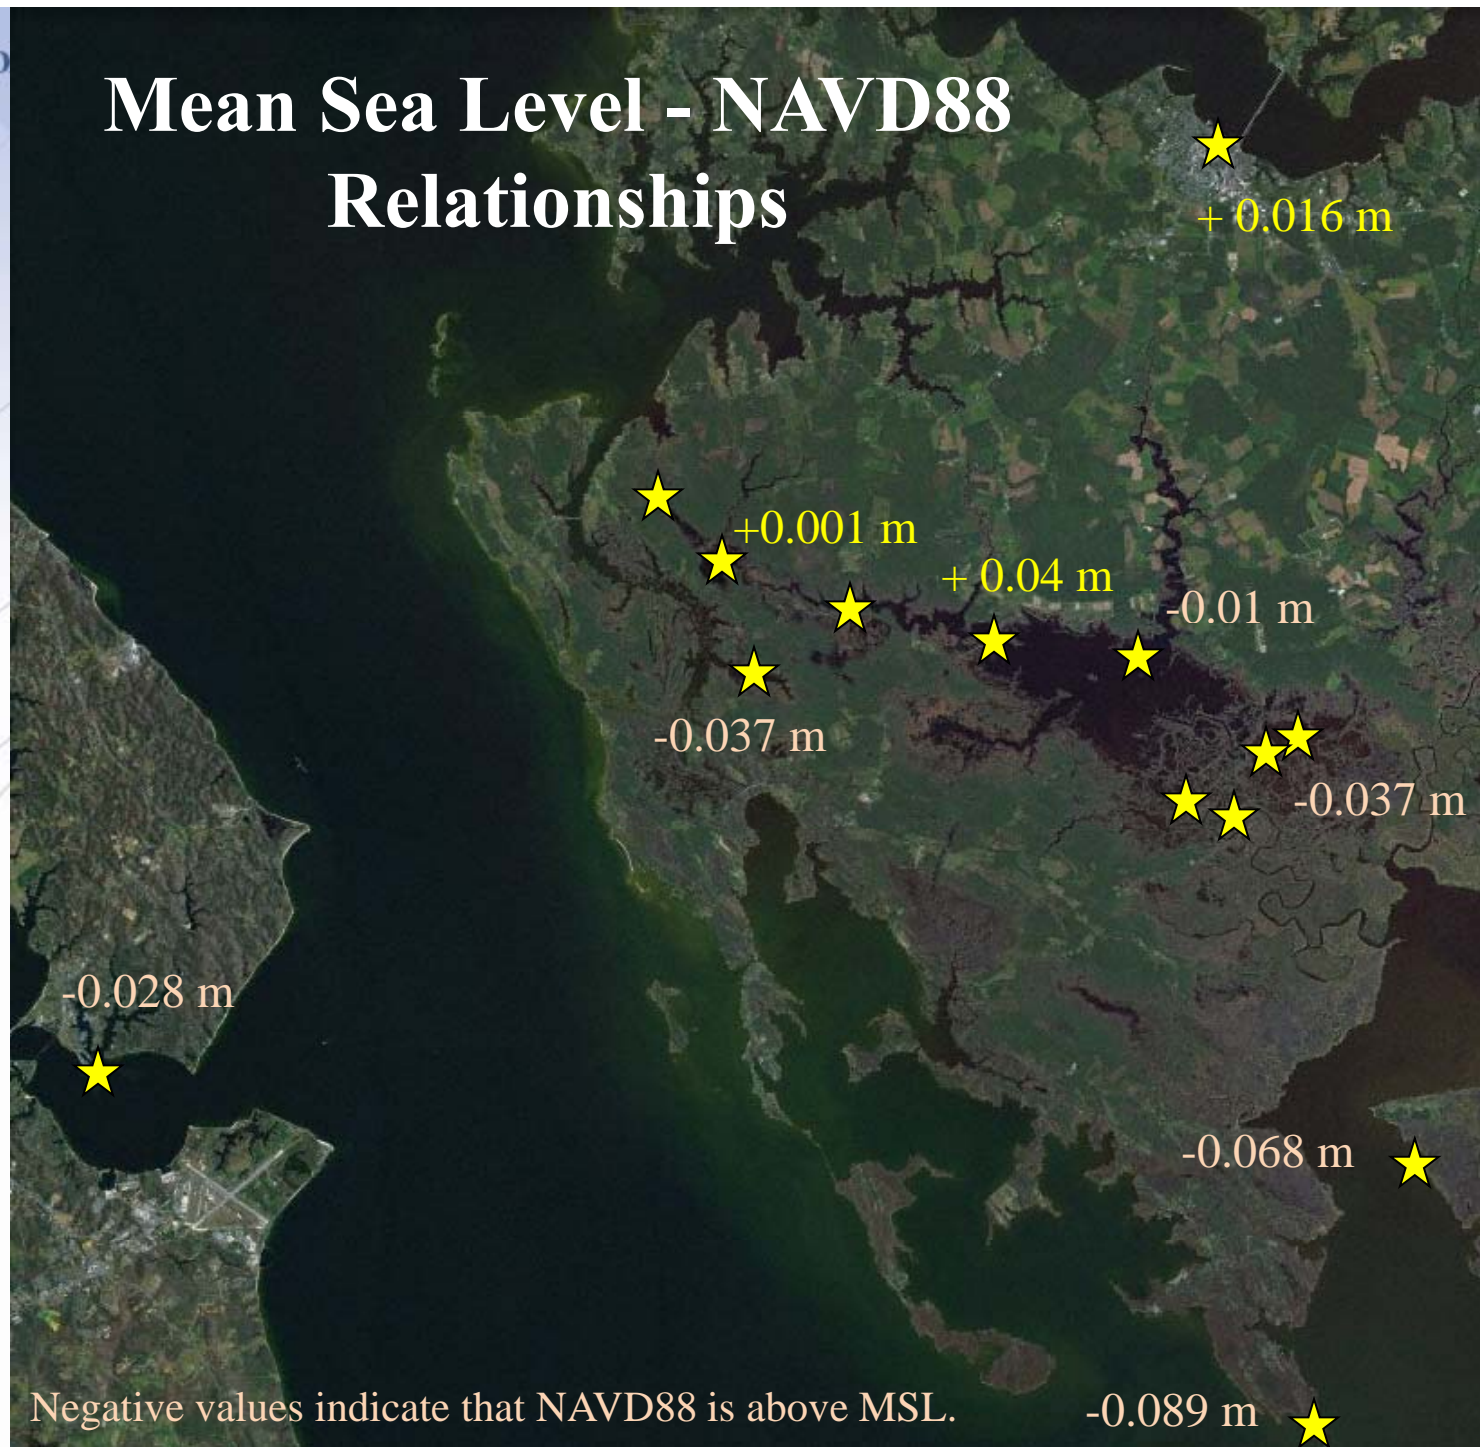 Mean Sea Level - NAVD88
Relationships
+ 0.016 m
+0.001 m
+ 0.04 m
-0.01 m
-0.037 m
-0.037 m
-0.028 m
-0.068 m
Negative values indicate that NAVD88 is above MSL.
-0.089 m